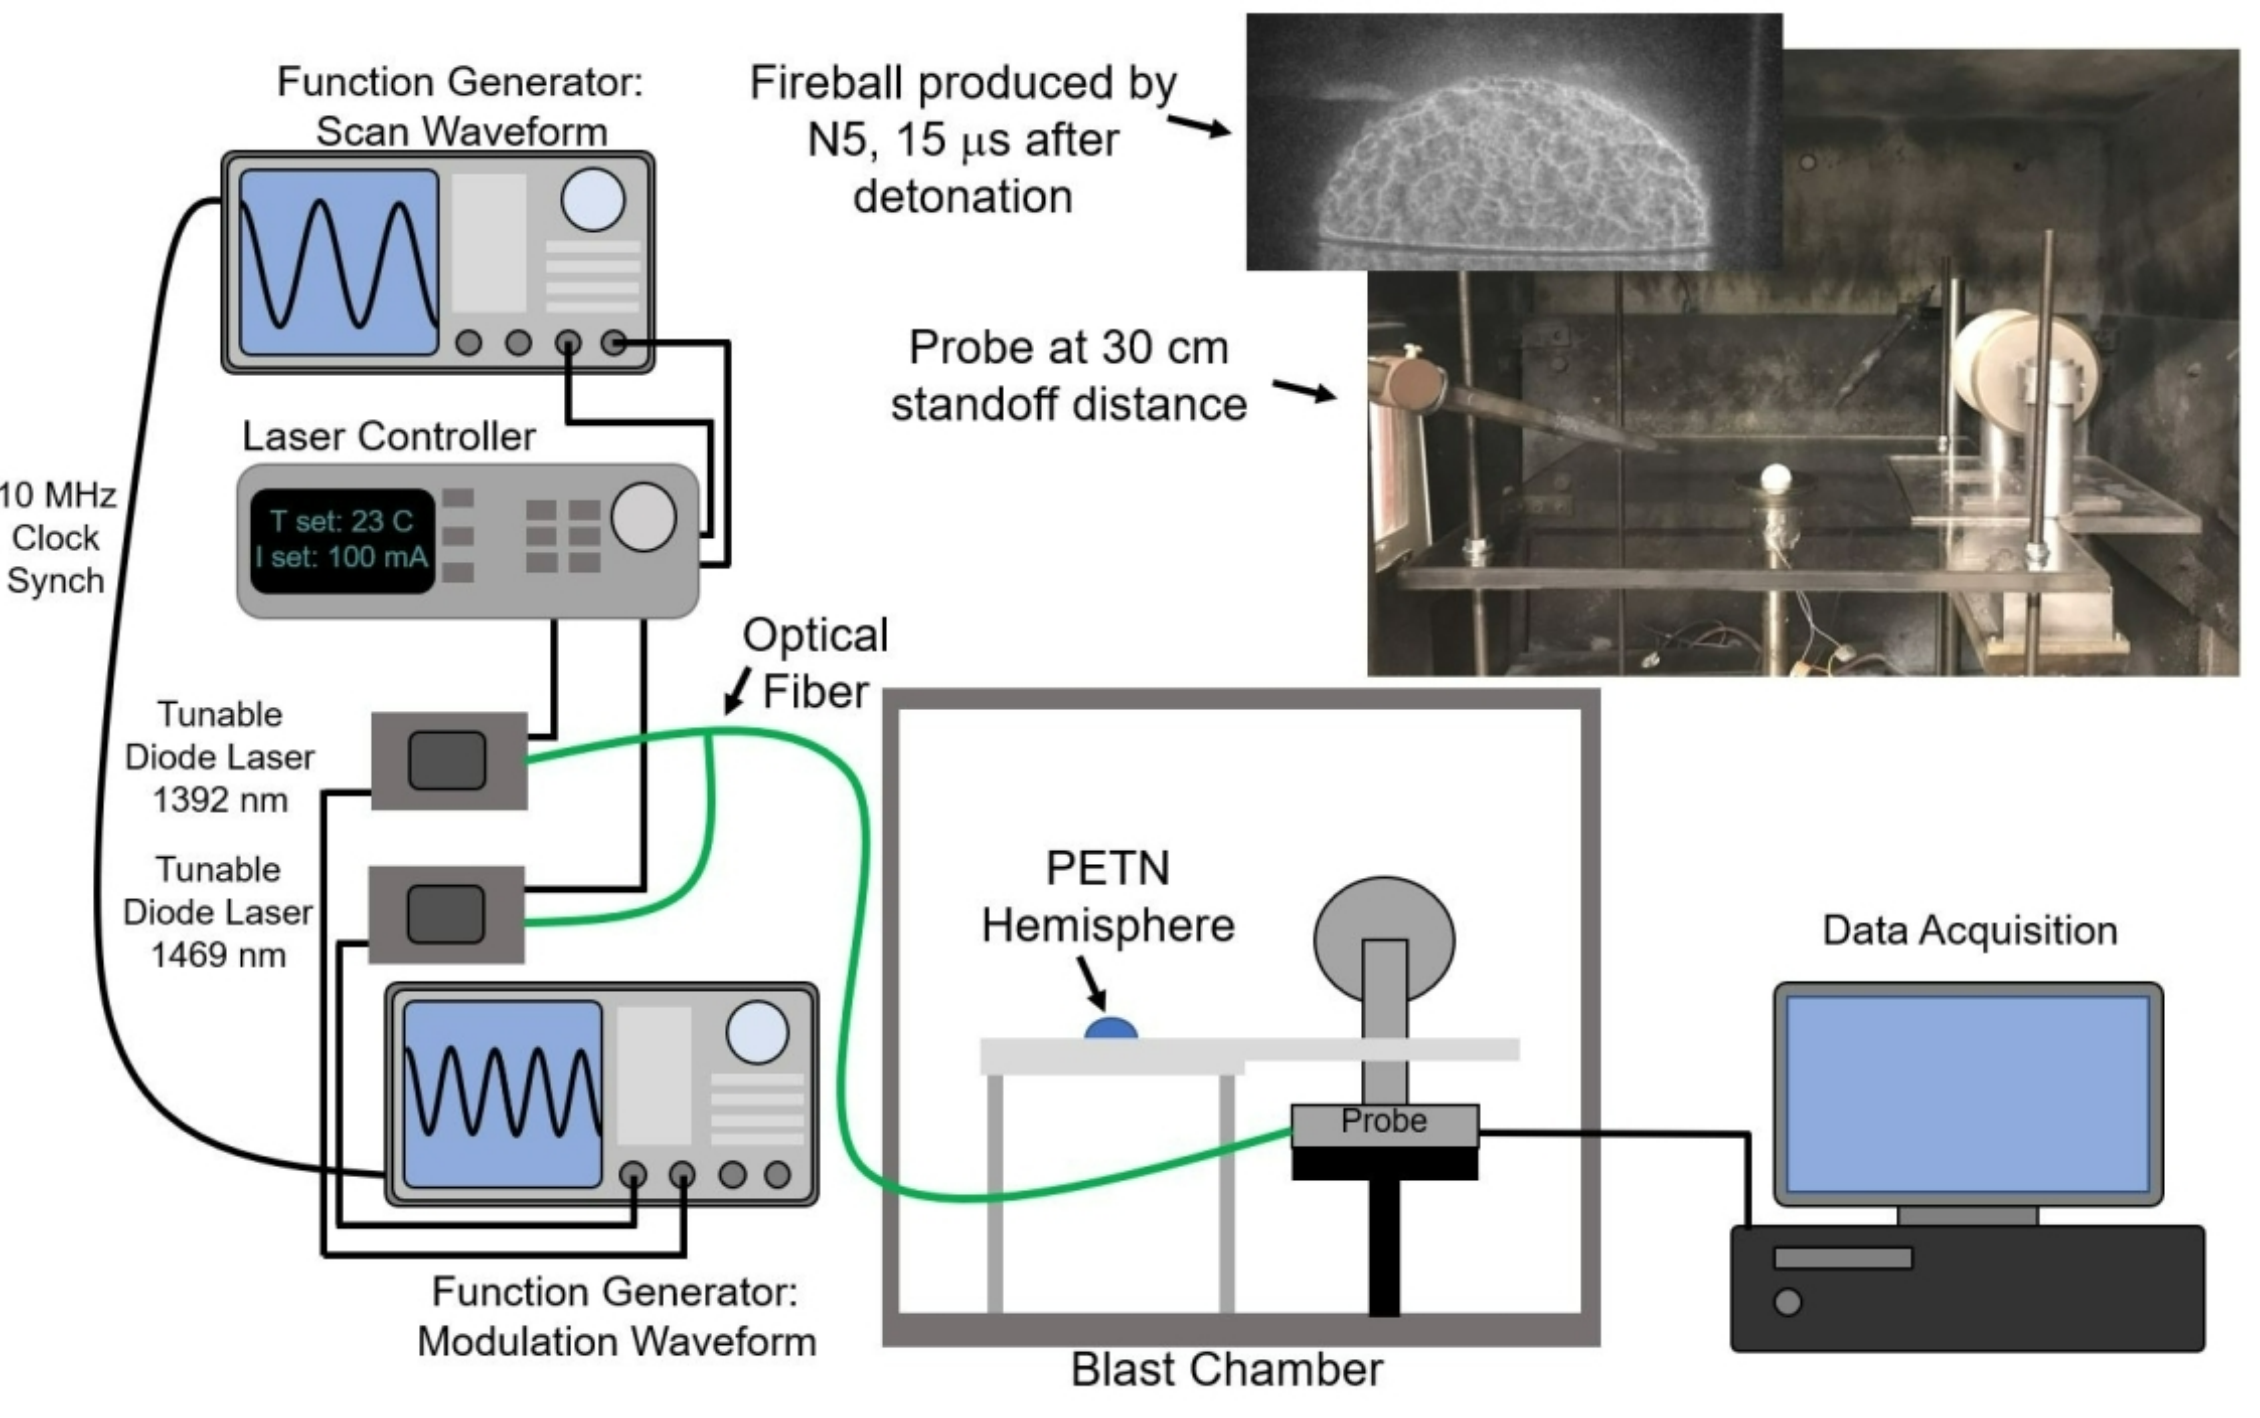 Function Generator:
Scan Waveform
Fireball produced by
N5, 15 μs after
detonation
Probe at 30 cm
standoff distance
Laser Controller
T set: 23 C
I set: 100 mA
10 MHz
Clock
Synch
Optical
Fiber
Tunable
Diode Laser
1392 nm
Tunable
Diode Laser
1469 nm
PETN
Hemisphere
Probe
Data Acquisition
Function Generator:
Modulation Waveform
Blast Chamber